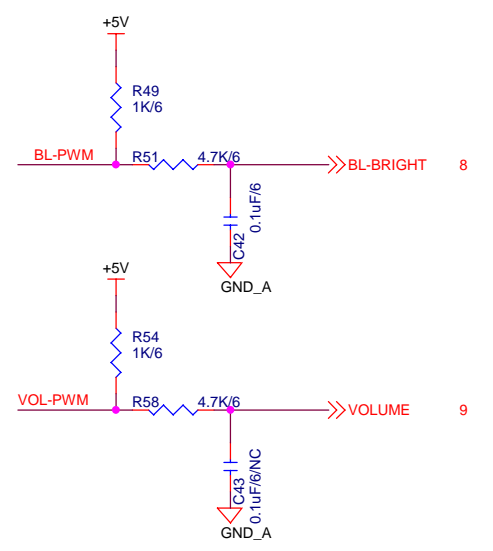 +5V
R49
1K/6
BL-PWM
R51
4.7K/6
BL-BRIGHT 8
C42
0.1uF/6
GND_A
+5V
R54
1K/6
VOL-PWM
R58
4.7K/6
VOLUME 9
C43
0.1uF/6/NC
GND_A